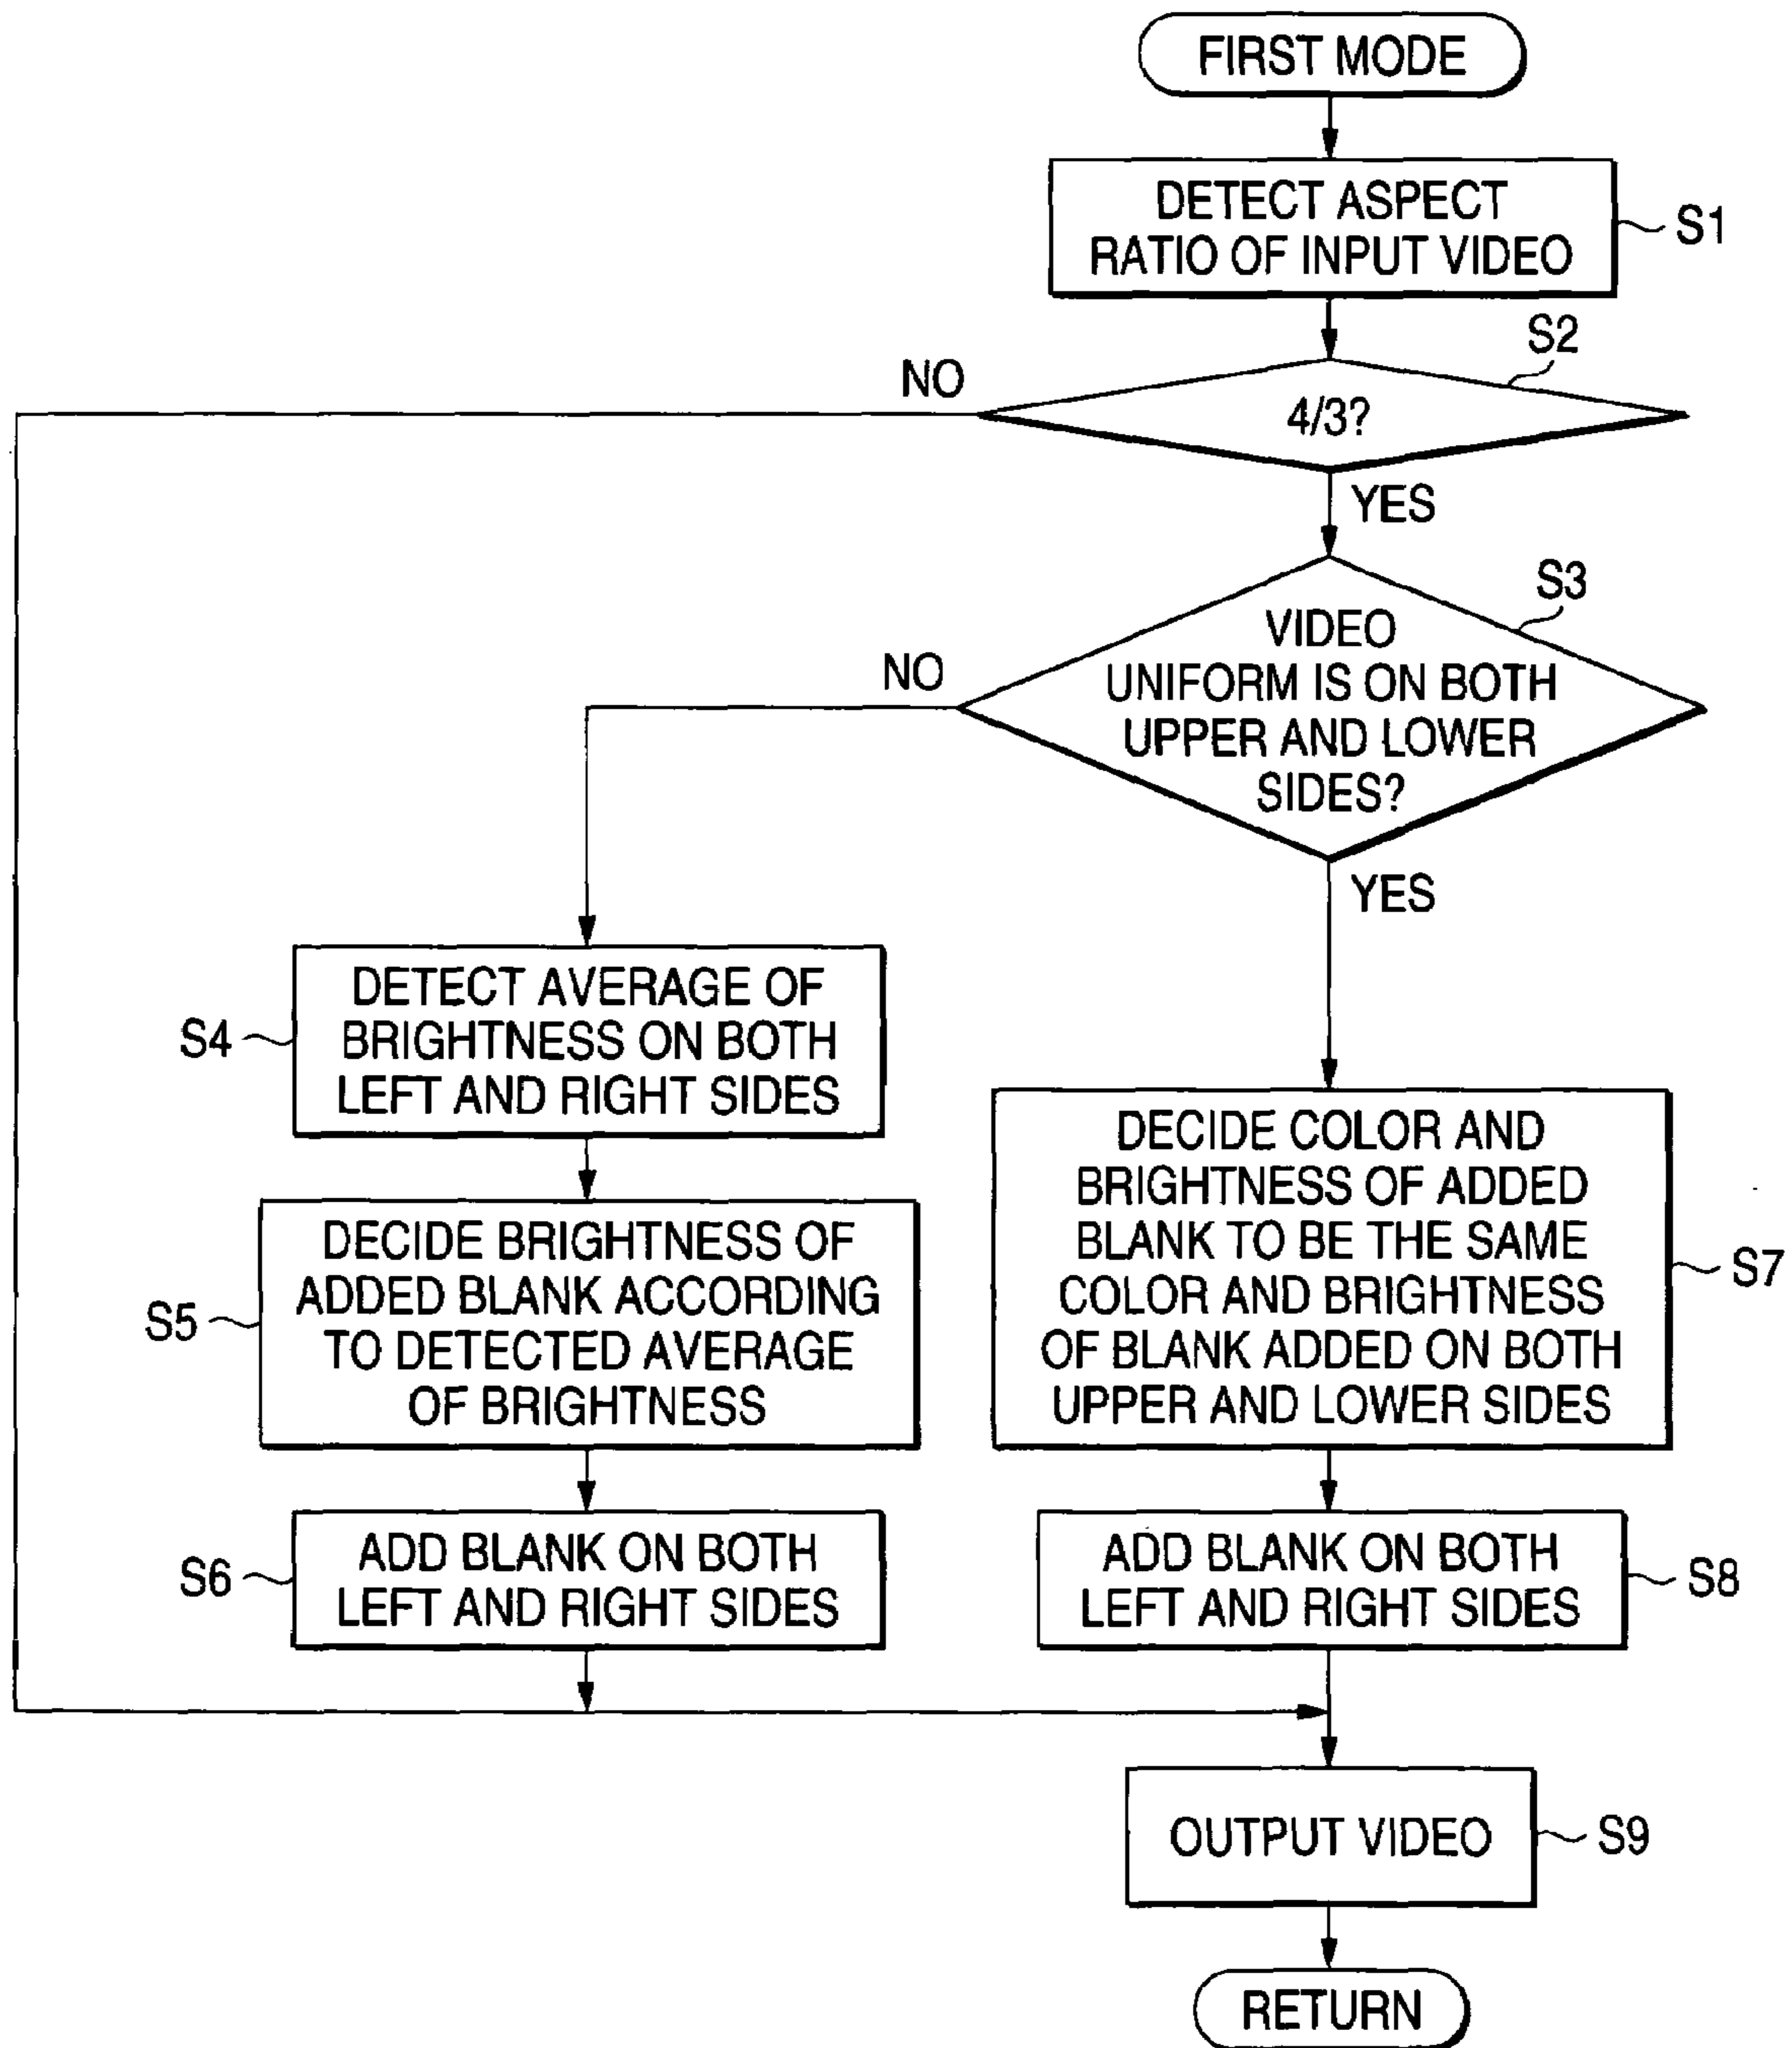 FIRST MODE
DETECT ASPECT
RATIO OF INPUT VIDEO
S1
S2
NO
4/3?
YES
S3
VIDEO
UNIFORM IS ON BOTH
UPPER AND LOWER
SIDES?
NO
YES
S4
DETECT AVERAGE OF
BRIGHTNESS ON BOTH
LEFT AND RIGHT SIDES
S5
DECIDE BRIGHTNESS OF
ADDED BLANK ACCORDING
TO DETECTED AVERAGE
OF BRIGHTNESS
S6
ADD BLANK ON BOTH
LEFT AND RIGHT SIDES
DECIDE COLOR AND
BRIGHTNESS OF ADDED
BLANK TO BE THE SAME
COLOR AND BRIGHTNESS
OF BLANK ADDED ON BOTH
UPPER AND LOWER SIDES
S7
ADD BLANK ON BOTH
LEFT AND RIGHT SIDES
S8
OUTPUT VIDEO
S9
RETURN